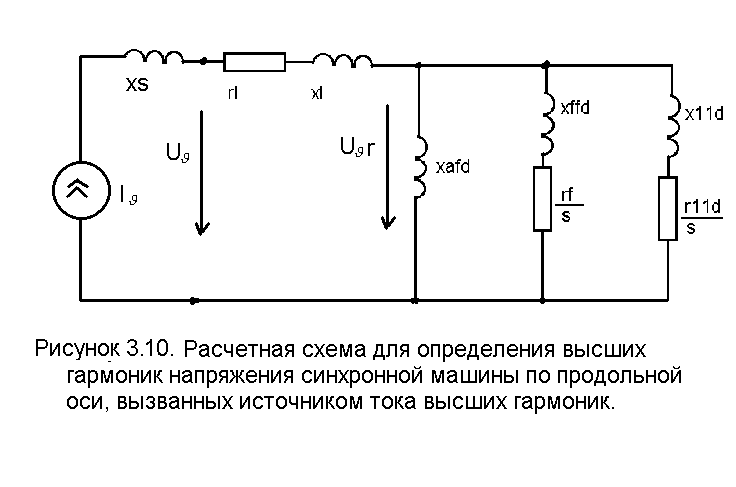 xs
rl
xl
xffd
x11d
Uϑ
Uϑr
xafd
Iϑ
rf
s
r11d
s
Рисунок 3.10. Расчетная схема для определения высших
гармоник напряжения синхронной машины по продольной
оси, вызванных источником тока высших гармоник.